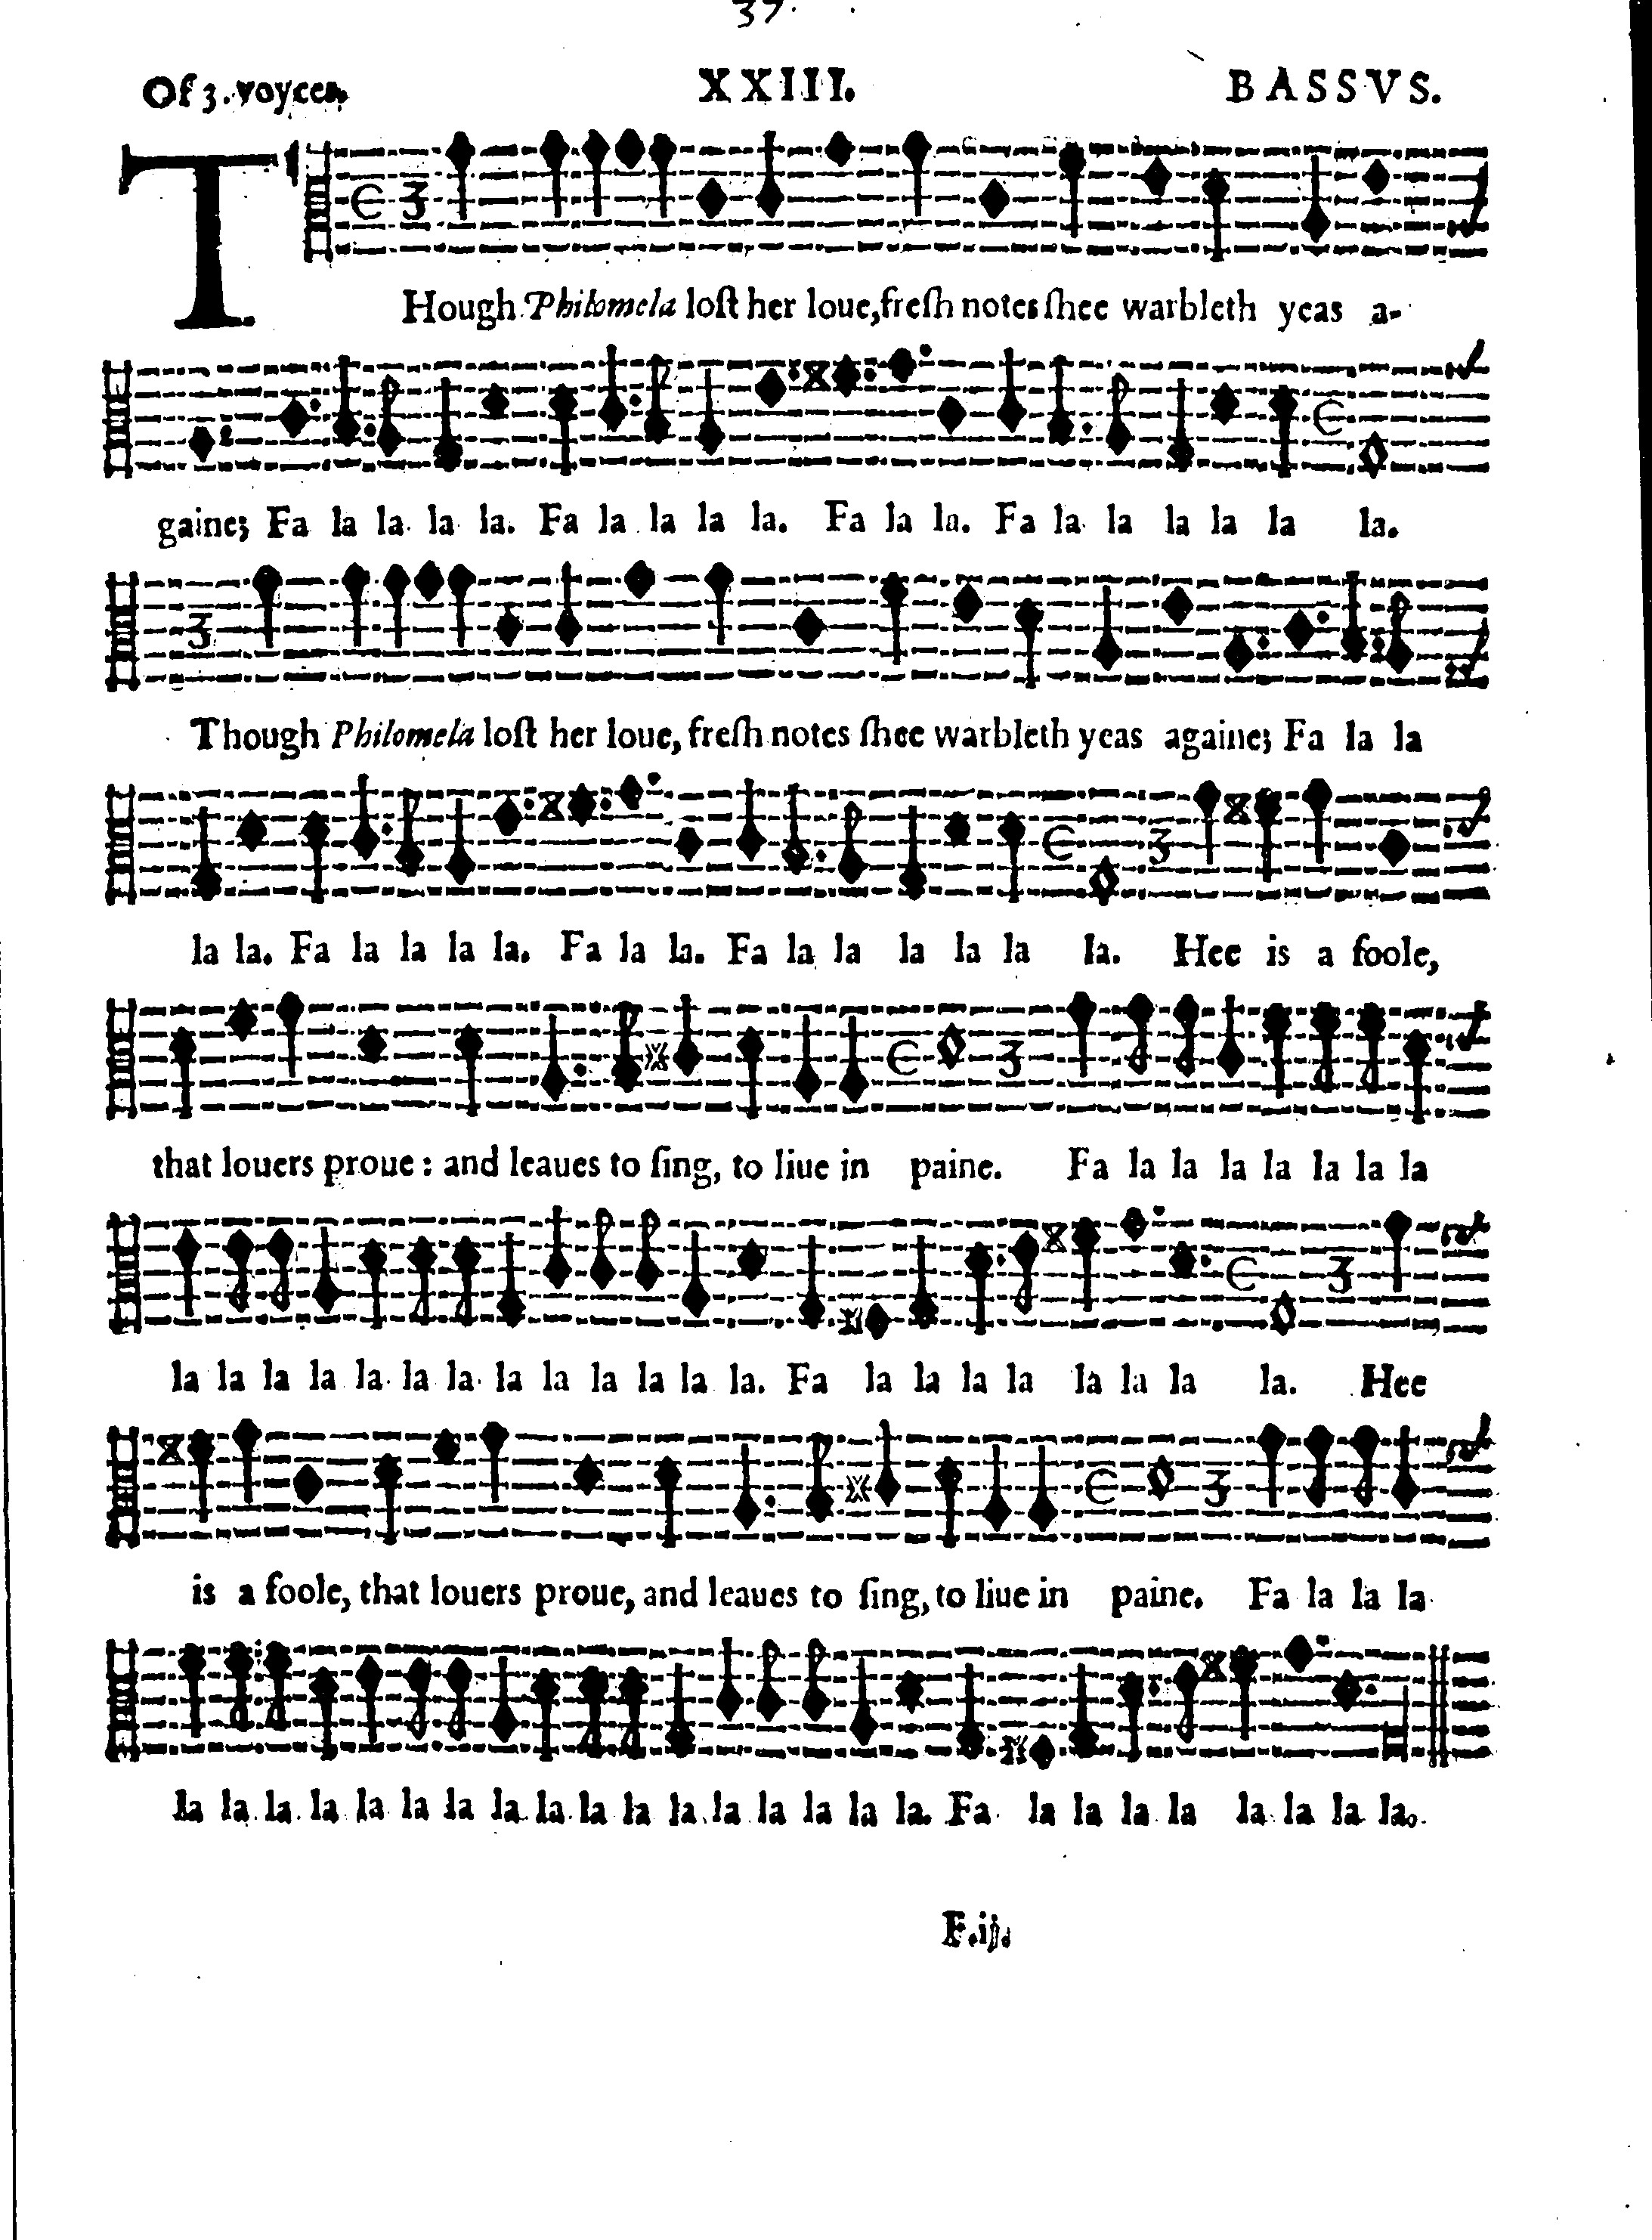 37.
Of 3. voyces. XXIII. BASSVS.
THough Philomela loſt her loue, freſh notes ſhee warbleth yeas a-
gaine; Fa la la la la. Fa la la la la. Fa la la. Fa la la la la la la.
Though Philomela loſt her loue, freſh notes ſhee warbleth yeas againe; Fa la la
la la. Fa la la la la. Fa la la. Fa la la la la la la. Hee is a foole,
that louers proue: and leaues to ſing, to liue in paine. Fa la la la la la la la
la la la la la la la la la la la la la. Fa la la la la la la la la. Hee
is a foole, that louers proue, and leaues to ſing, to liue in paine. Fa la la la
la la la la la la la la la la la la la la la la la. Fa la la la la la la la la.
F.ij.